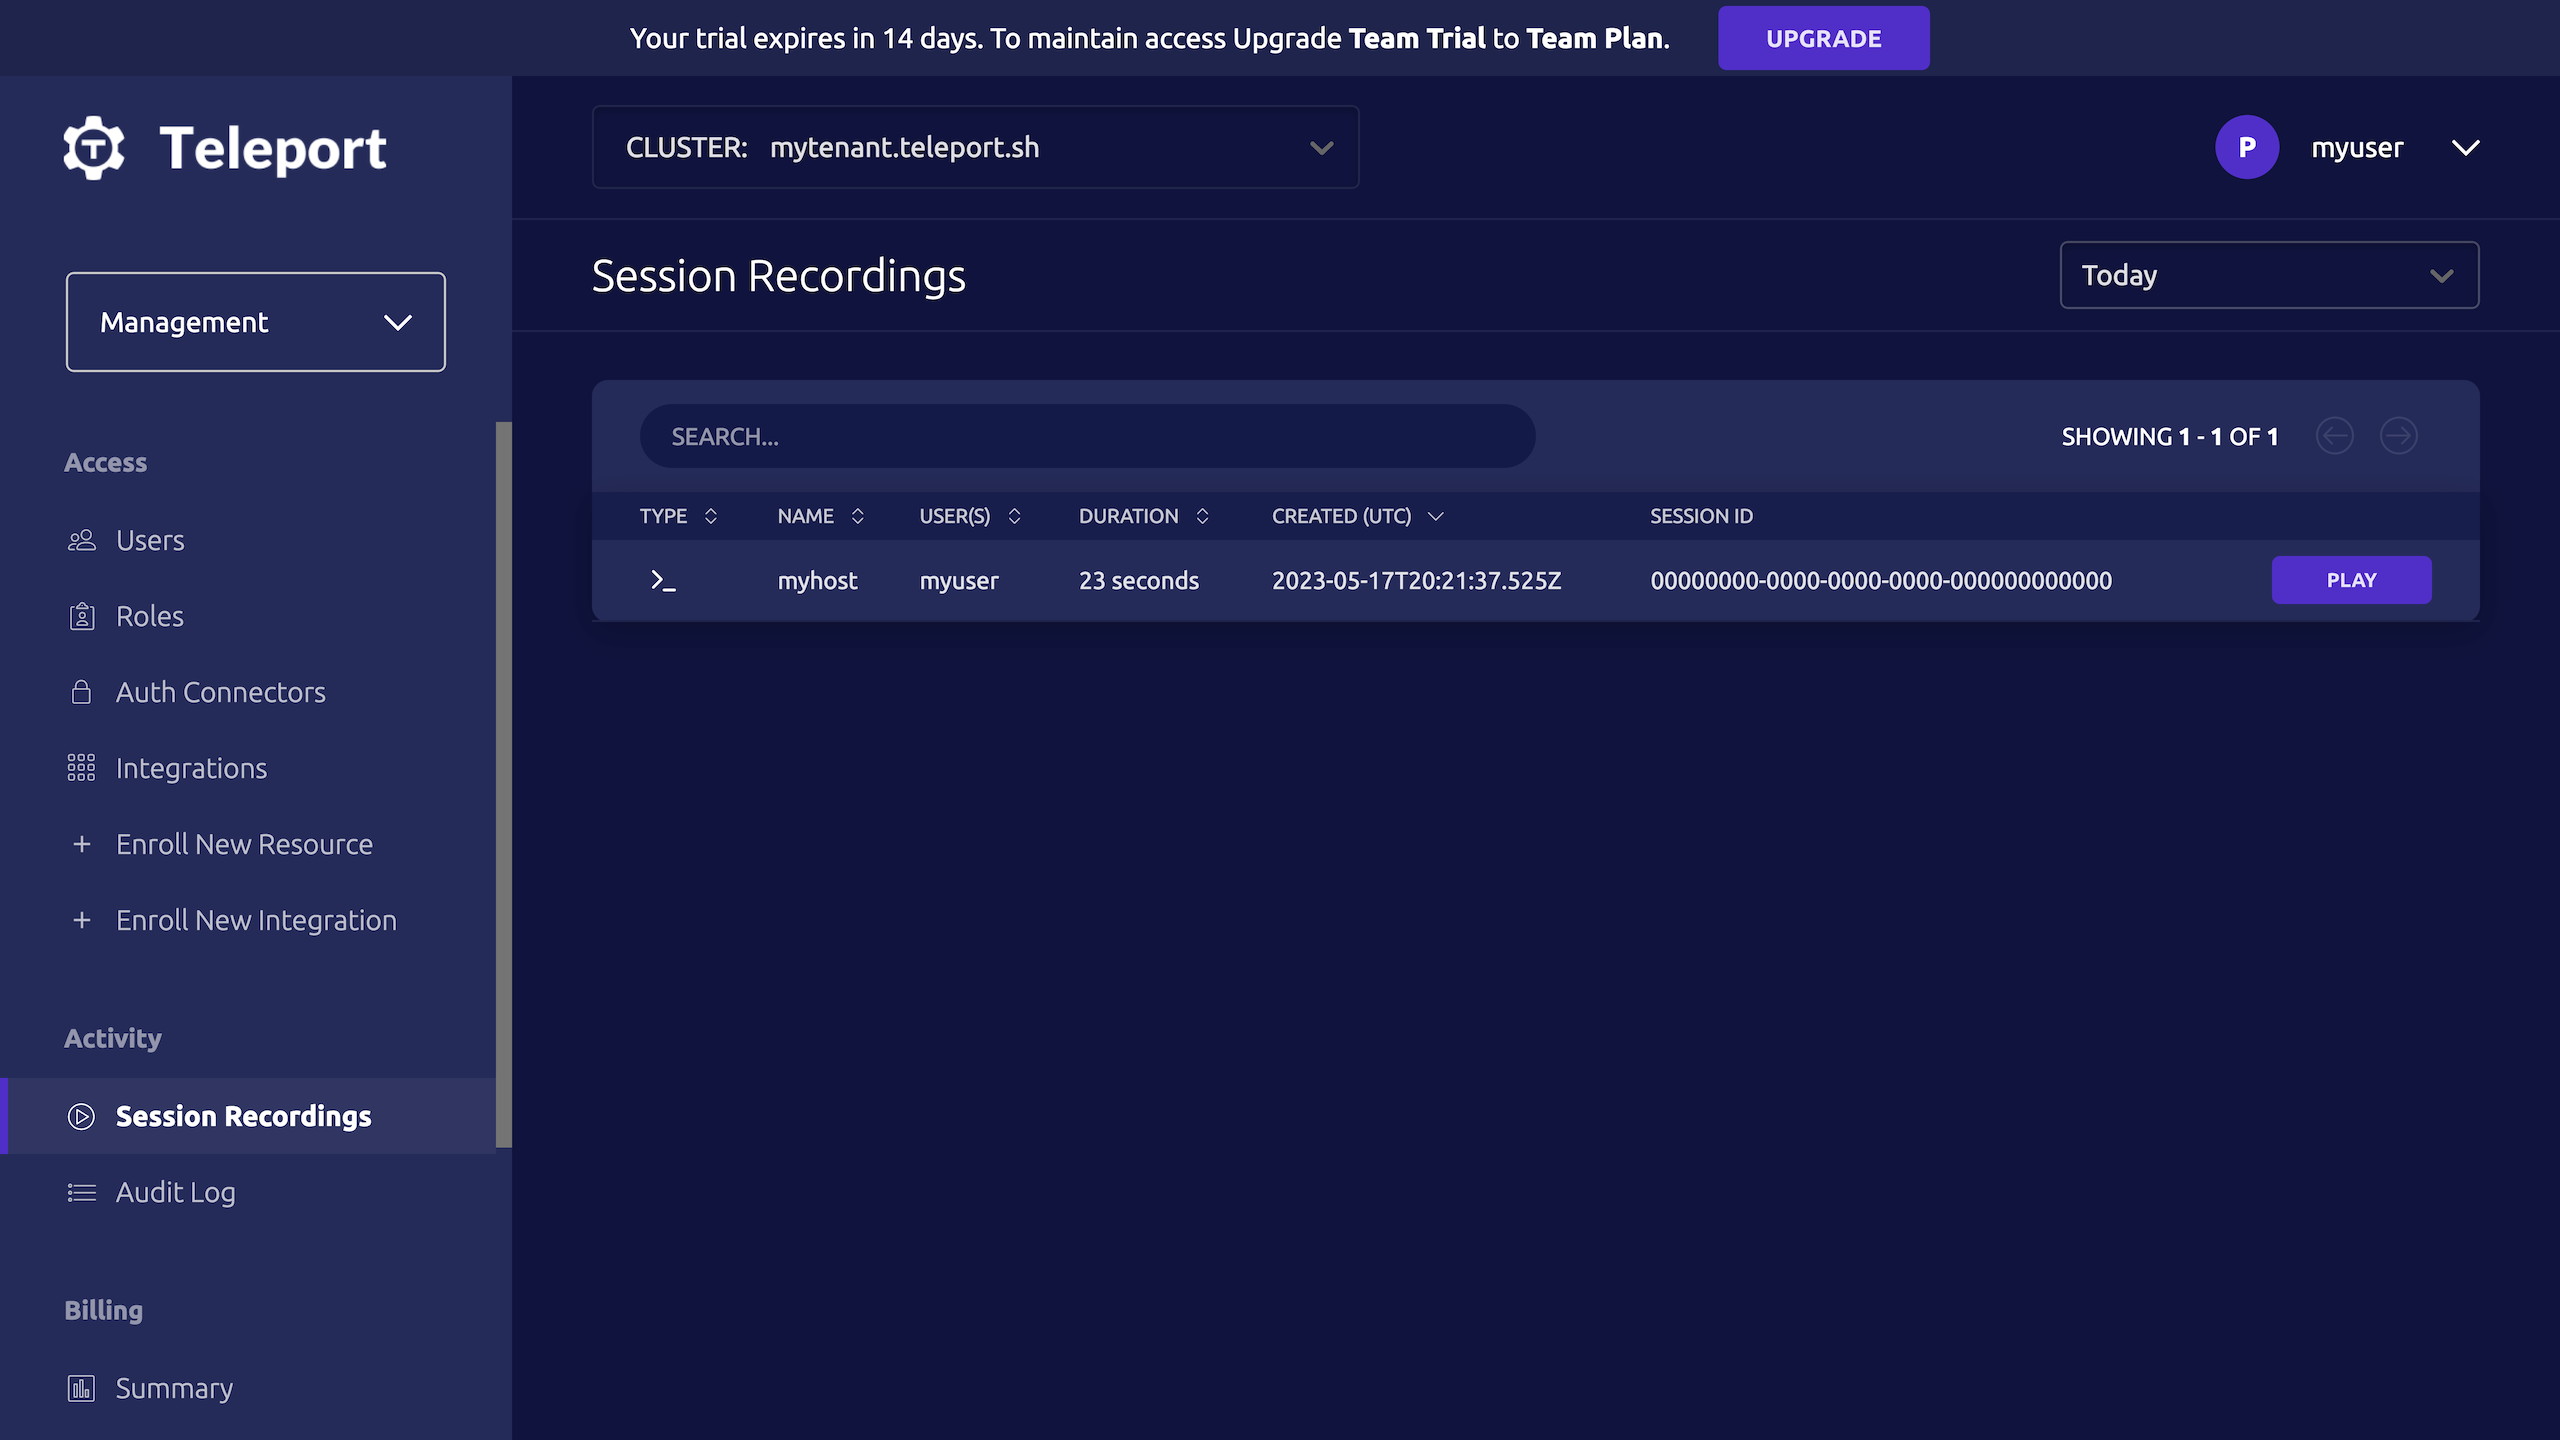 Your trial expires in 14 days. To maintain access Upgrade Team Trial to Team Plan.
UPGRADE
Teleport
CLUSTER: mytenant.teleport.sh
P
myuser
Management
Session Recordings
Today
Access
Users
Roles
Auth Connectors
Integrations
+ Enroll New Resource
+ Enroll New Integration
Activity
Session Recordings
Audit Log
Billing
Summary
SEARCH...
SHOWING 1 - 1 OF 1
TYPE NAME USER(S) DURATION CREATED (UTC) SESSION ID
>_ myhost myuser 23 seconds 2023-05-17T20:21:37.525Z 00000000-0000-0000-0000-000000000000 PLAY